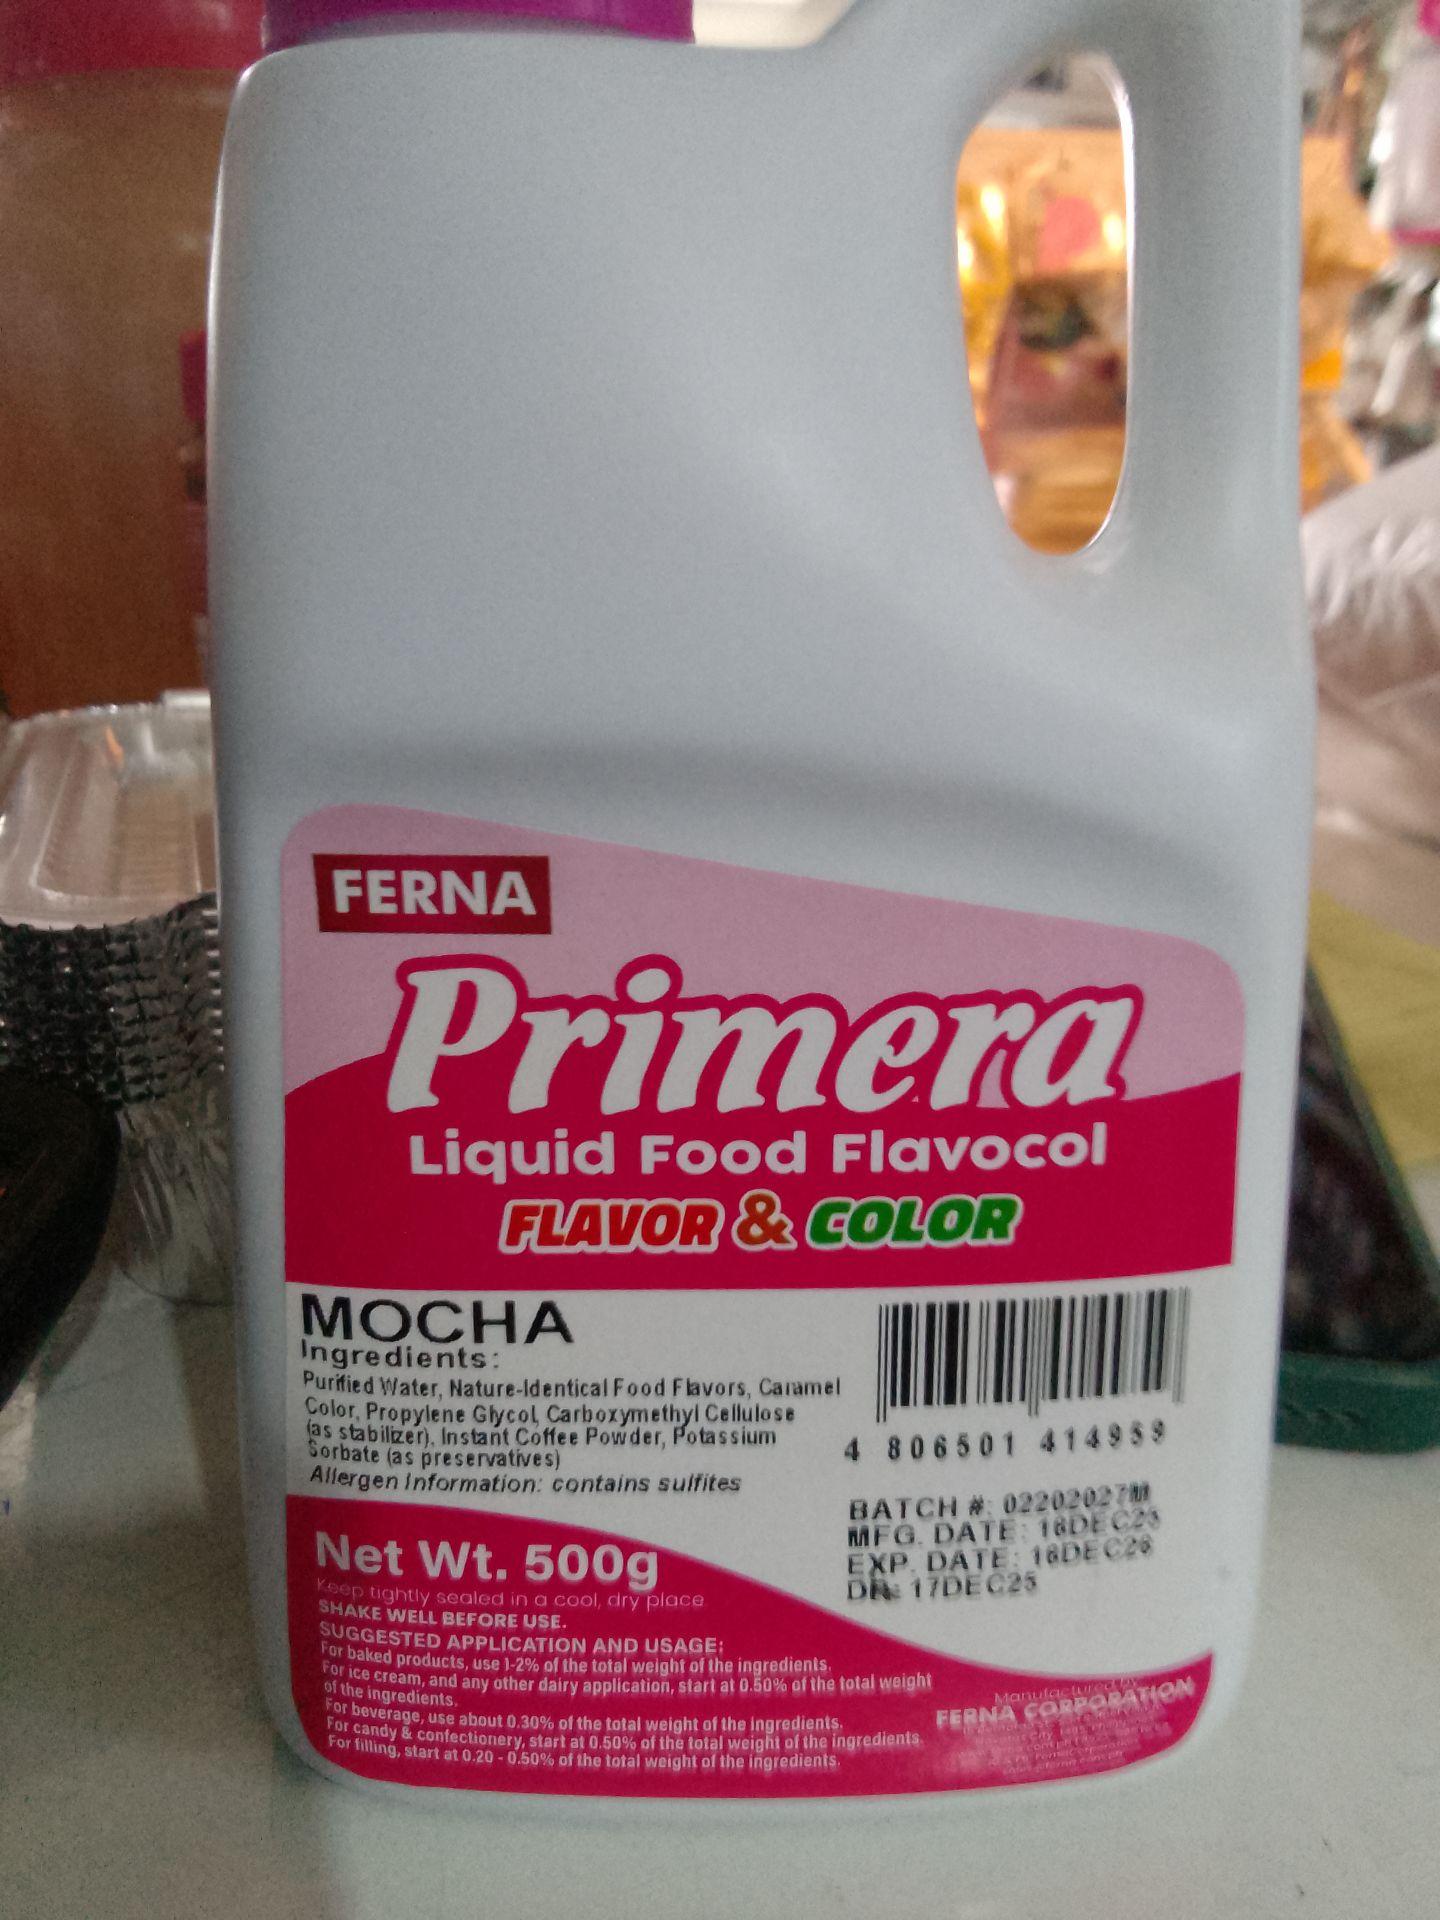 FERNA
Primera
Liquid Food Flavocol
FLAVOR & COLOR
MOCHA
Ingredients:
Purified Water, Nature-Identical Food Flavors, Caramel
Color, Propylene Glycol, Carboxymethyl Cellulose
(as stabilizer), Instant Coffee Powder, Potassium
Sorbate (as preservatives)
Allergen Information: contains sulfites
4 806501 414959
BATCH #: 02202027M
MFG. DATE: 16DEC25
EXP. DATE: 16DEC26
DR: 17DEC25
Net Wt. 500g
Keep tightly sealed in a cool, dry place.
SHAKE WELL BEFORE USE.
SUGGESTED APPLICATION AND USAGE:
For baked products, use 1-2% of the total weight of the ingredients.
For ice cream, and any other dairy application, start at 0.50% of the total weight
of the ingredients.
For beverage, use about 0.30% of the total weight of the ingredients.
For candy & confectionery, start at 0.50% of the total weight of the ingredients
For filling, start at 0.20 - 0.50% of the total weight of the ingredients.
Manufactured by
FERNA CORPORATION